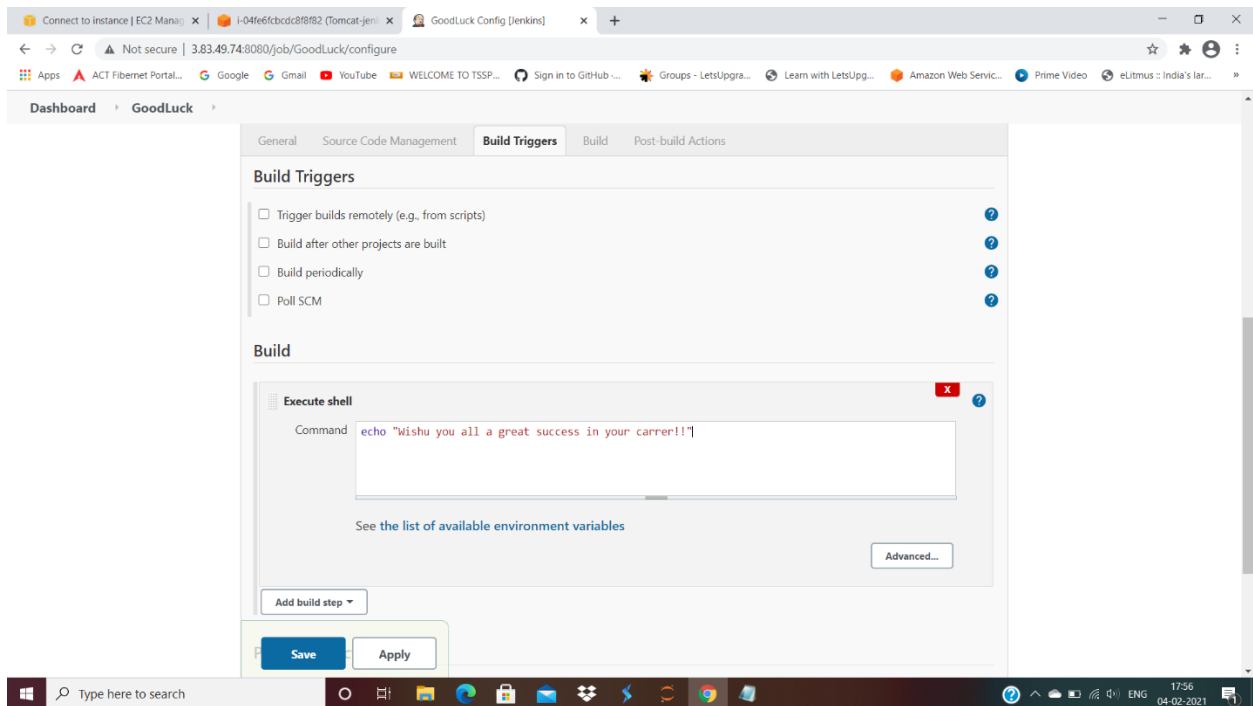 Connect to instance | EC2 Manag
i-04fe6fcbcdc8f8f82 (Tomcat-jenk
GoodLuck Config [Jenkins]
Not secure | 3.83.49.74:8080/job/GoodLuck/configure
Apps ACT Fibernet Portal... Google Gmail YouTube WELCOME TO TSSP... Sign in to GitHub ·... Groups - LetsUpgra... Learn with LetsUpg... Amazon Web Servic... Prime Video eLitmus :: India's lar... »
Dashboard GoodLuck
General Source Code Management Build Triggers Build Post-build Actions
Build Triggers
Trigger builds remotely (e.g., from scripts)
Build after other projects are built
Build periodically
Poll SCM
Build
X
Execute shell
Command echo "Wishu you all a great success in your carrer!!"
See the list of available environment variables
Advanced...
Add build step
Save Apply
Type here to search
ENG
17:56
04-02-2021